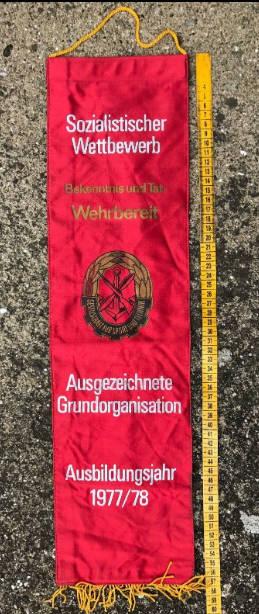 Sozialistischer
Wettbewerb
Bekenntnis und Tat
Wehrbereit
Ausgezeichnete
Grundorganisation
Ausbildungsjahr
1977/78